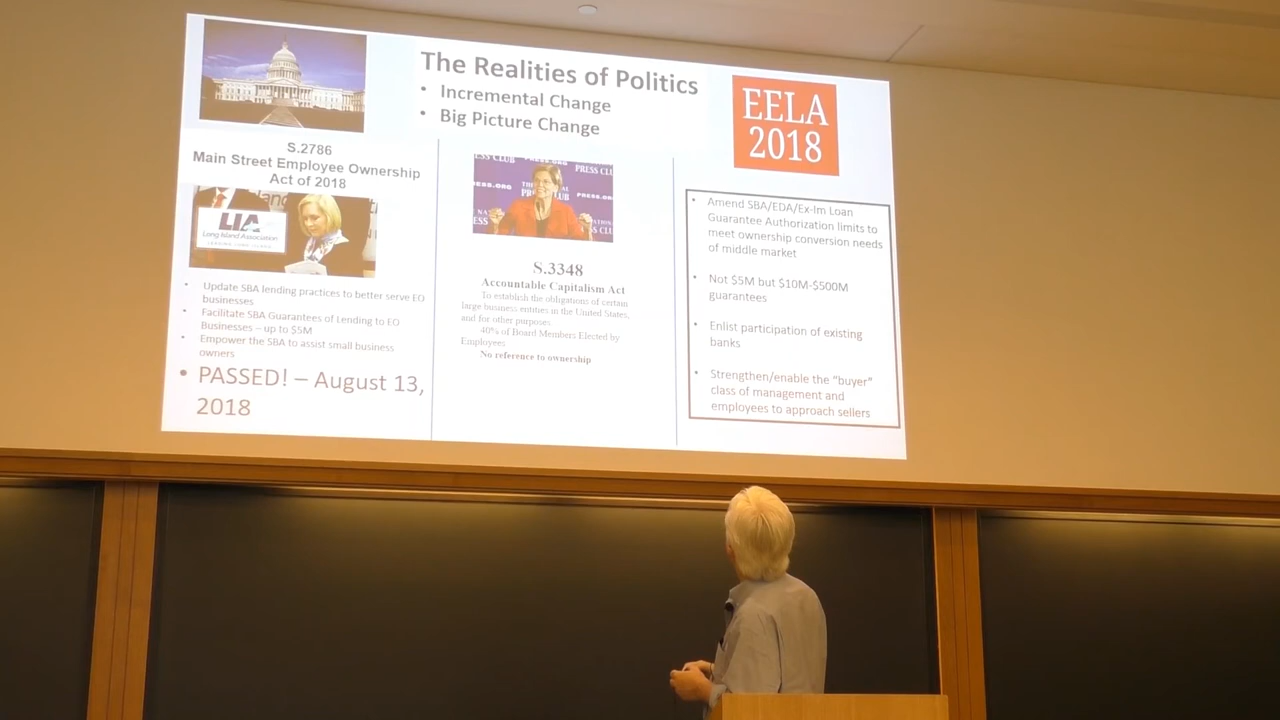 The Realities of Politics
• Incremental Change
• Big Picture Change
EELA
2018
S.2786
Main Street Employee Ownership
Act of 2018
LIA
Long Island Association
• Update SBA lending practices to better serve EO
businesses
• Facilitate SBA Guarantees of Lending to EO
Businesses – up to $5M
• Empower the SBA to assist small business
owners
• PASSED! – August 13,
2018
PRESS CLUB
PRESS.ORG
S.3348
Accountable Capitalism Act
To establish the obligations of certain
large business entities in the United States,
and for other purposes
40% of Board Members Elected by
Employees
No reference to ownership
• Amend SBA/EDA/Ex-Im Loan
Guarantee Authorization limits to
meet ownership conversion needs
of middle market
• Not $5M but $10M-$500M
guarantees
• Enlist participation of existing
banks
• Strengthen/enable the "buyer"
class of management and
employees to approach sellers